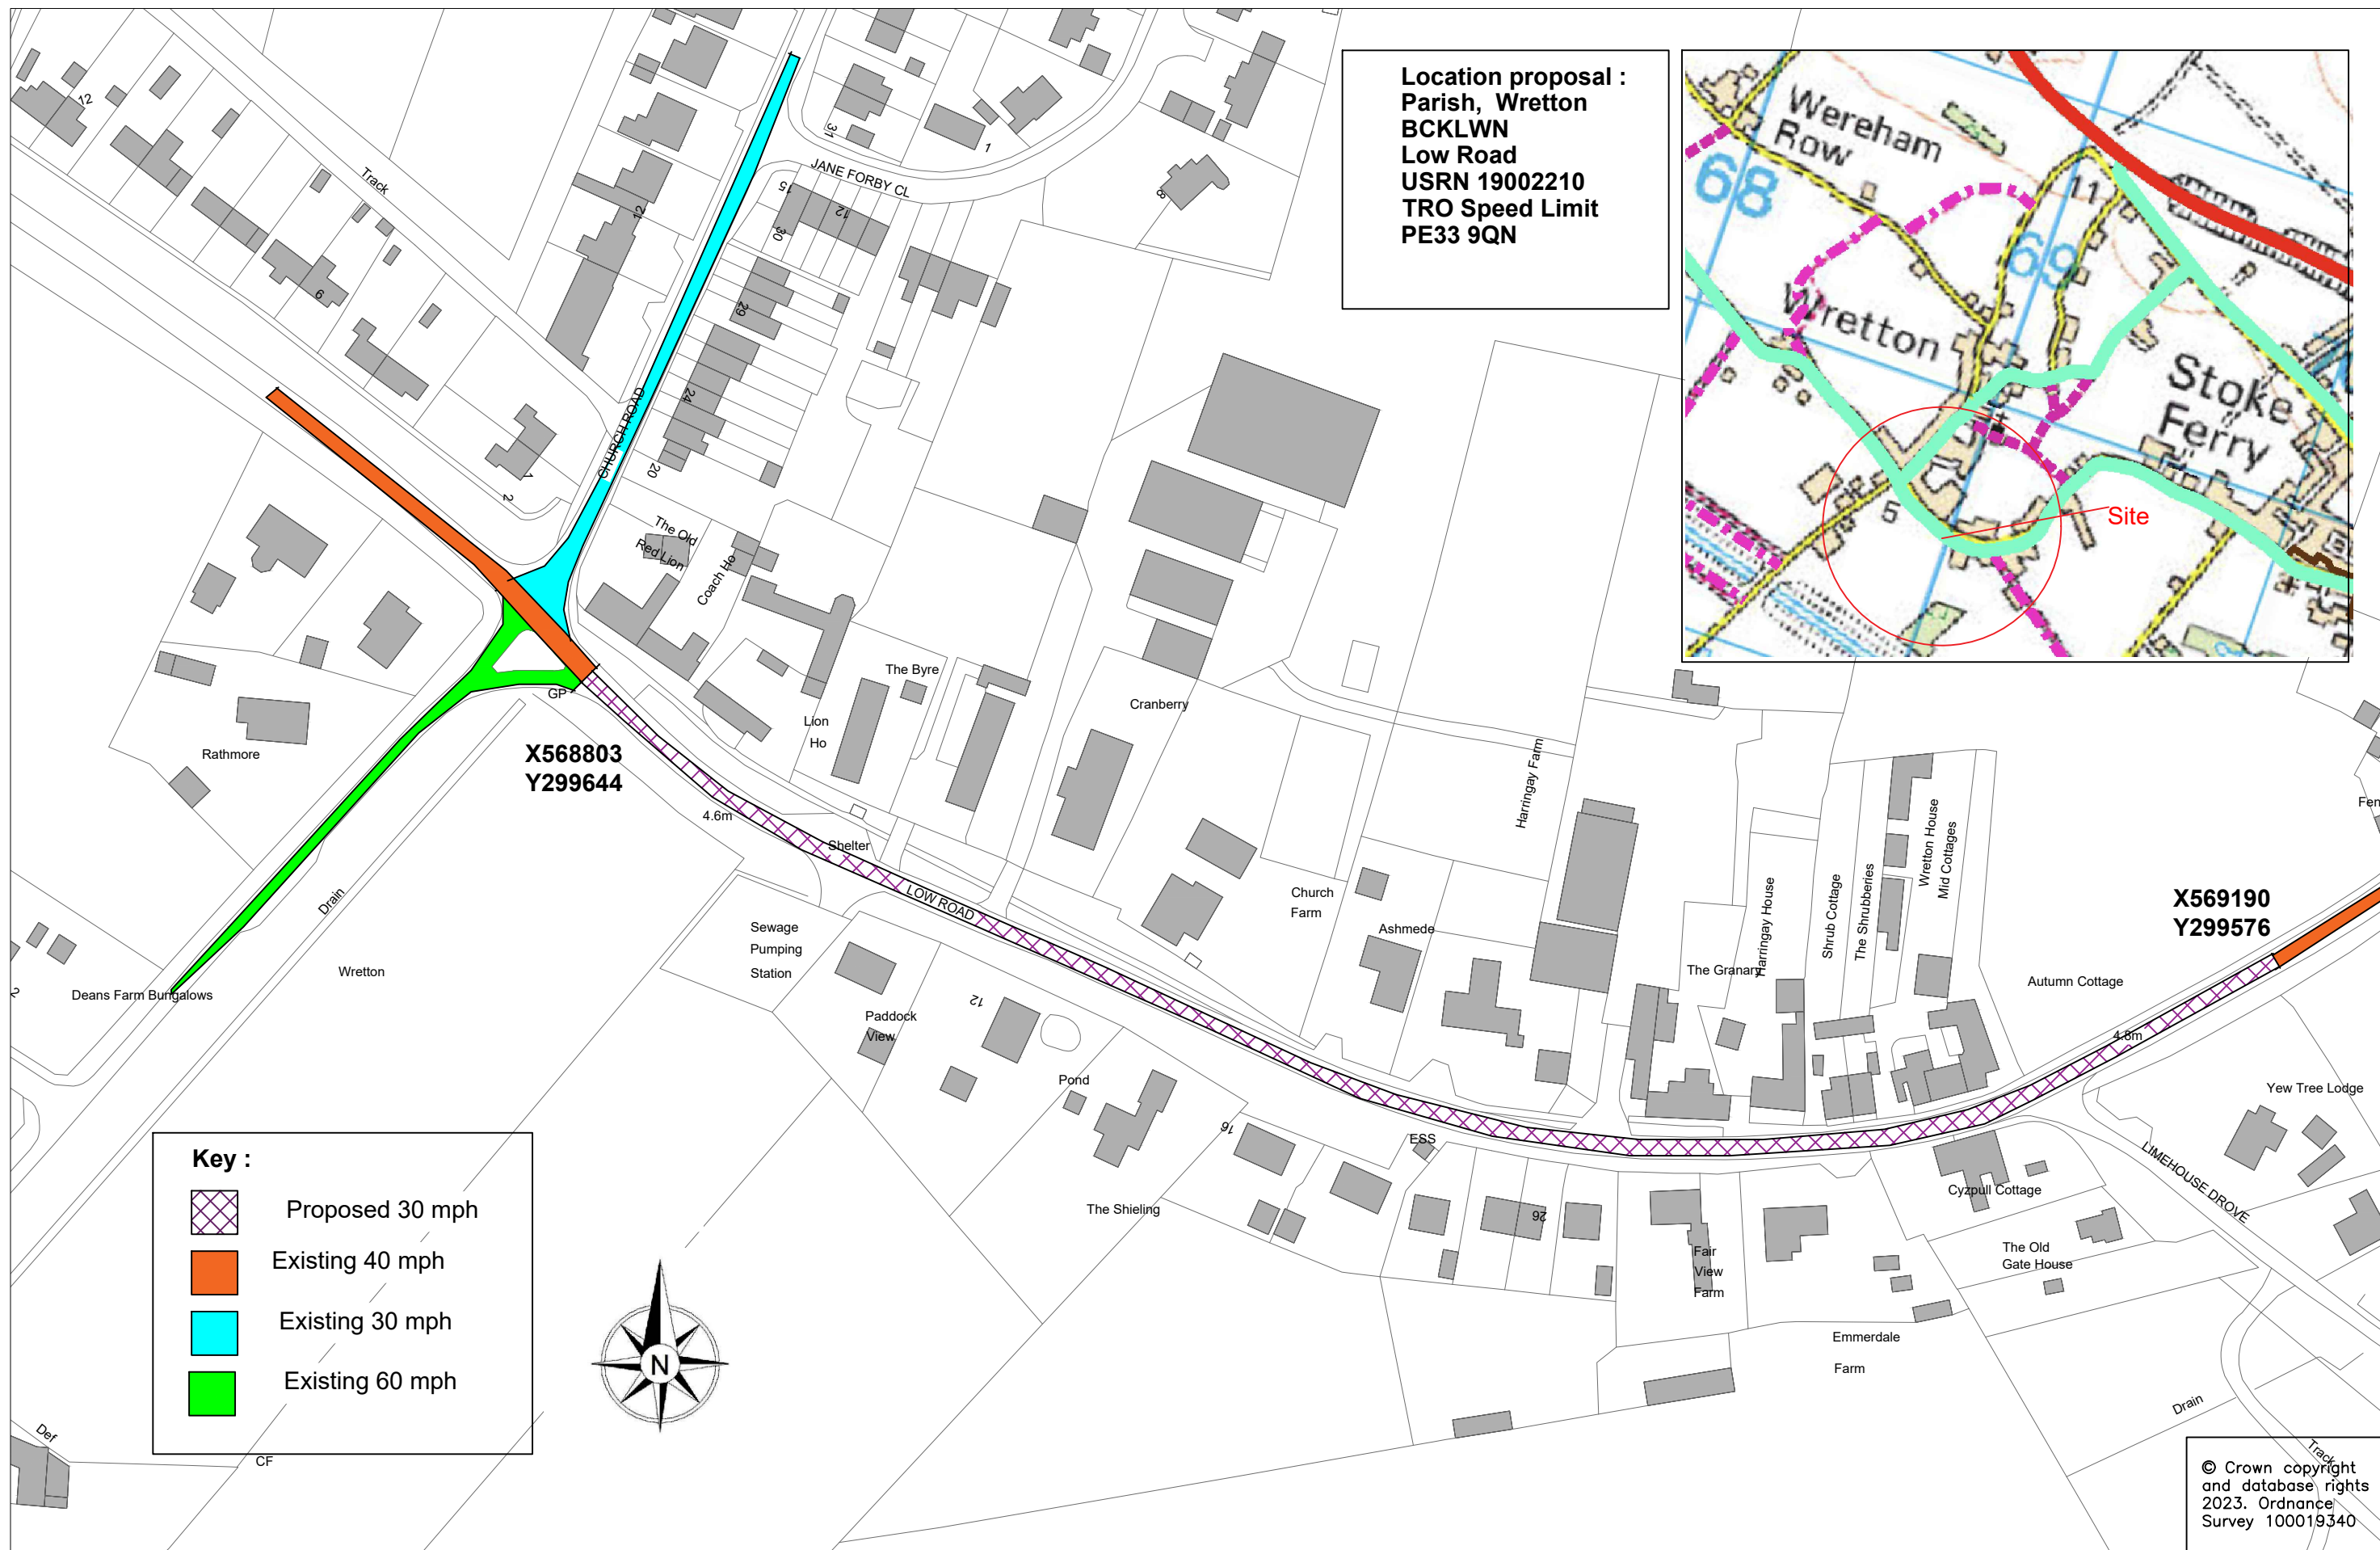 Location proposal :
Parish, Wretton
BCKLWN
Low Road
USRN 19002210
TRO Speed Limit
PE33 9QN
Wereham
Row
68
11
69
Wretton
Stoke
Ferry
5
Site
12
Track
12
6
1
2
31
JANE FORBY CL
15
12
30
29
24
20
1
8
CHURCH ROAD
The Old
Red Lion
Coach Ho
GP
Rathmore
X568803
Y299644
4.6m
Lion
Ho
The Byre
Cranberry
Shelter
LOW ROAD
Harringay Farm
Church
Farm
Ashmede
The Granary
Harringay House
Shrub Cottage
The Shrubberies
Wretton House
Mid Cottages
Autumn Cottage
X569190
Y299576
Fen
4.8m
Yew Tree Lodge
LIMEHOUSE DROVE
Drain
Wretton
Deans Farm Bungalows
2
Sewage
Pumping
Station
Paddock
View
12
Pond
The Shieling
16
ESS
26
Fair
View
Farm
Cyzpull Cottage
The Old
Gate House
Emmerdale
Farm
Drain
Track
Key :
Proposed 30 mph
Existing 40 mph
Existing 30 mph
Existing 60 mph
N
Def
CF
© Crown copyright
and database rights
2023. Ordnance
Survey 100019340